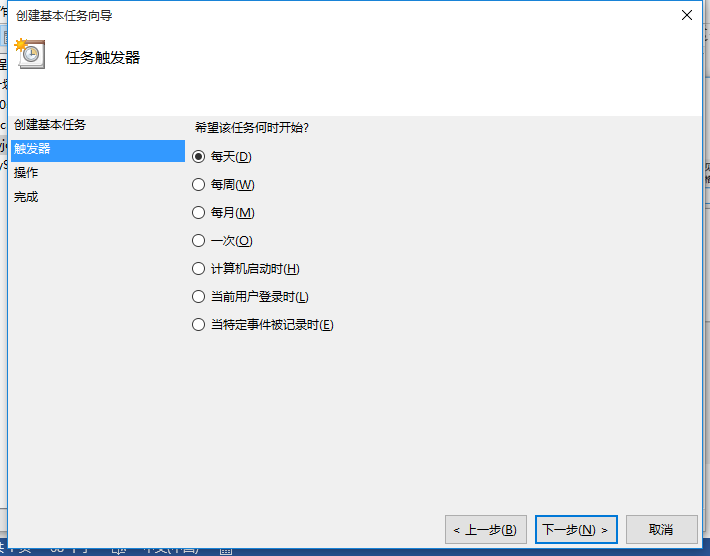 创建基本任务向导
任务触发器
创建基本任务
触发器
操作
完成
希望该任务何时开始?
每天(D)
每周(W)
每月(M)
一次(O)
计算机启动时(H)
当前用户登录时(L)
当特定事件被记录时(E)
< 上一步(B)
下一步(N) >
取消